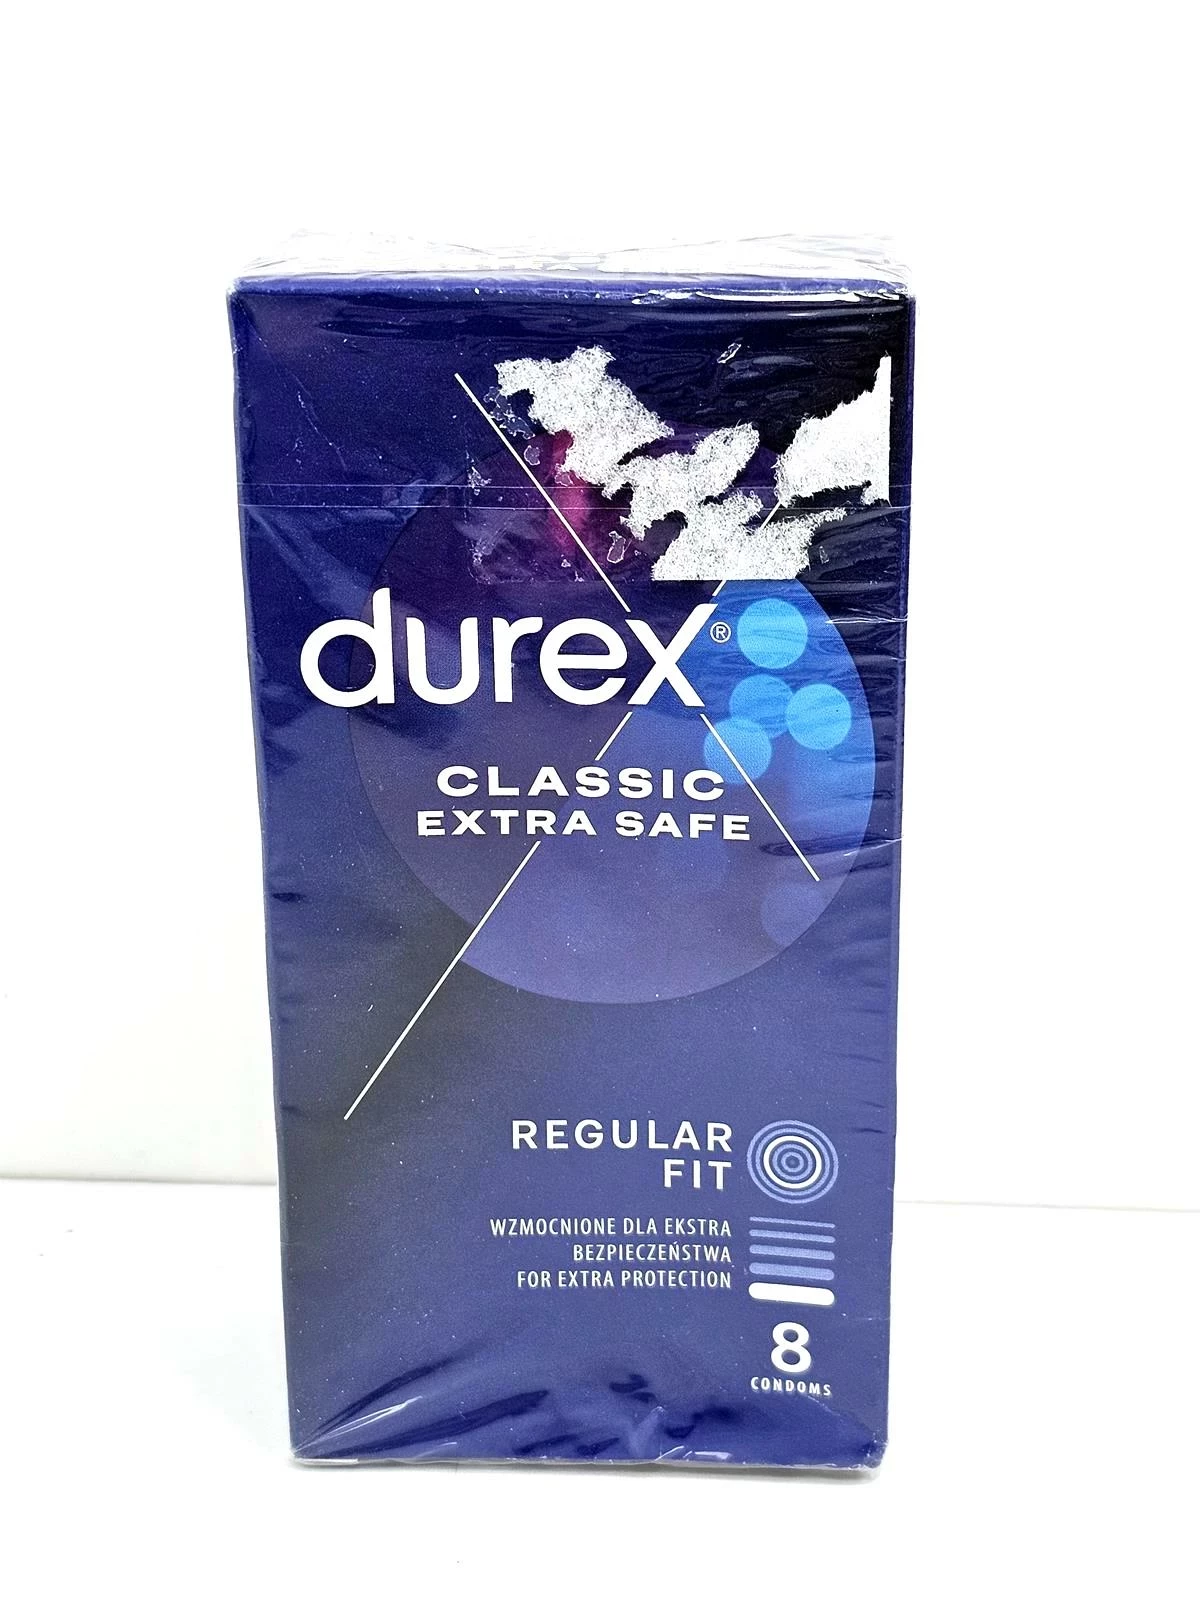 durex®
CLASSIC
EXTRA SAFE
REGULAR
FIT
WZMOCNIONE DLA EKSTRA
BEZPIECZEŃSTWA
FOR EXTRA PROTECTION
8
CONDOMS